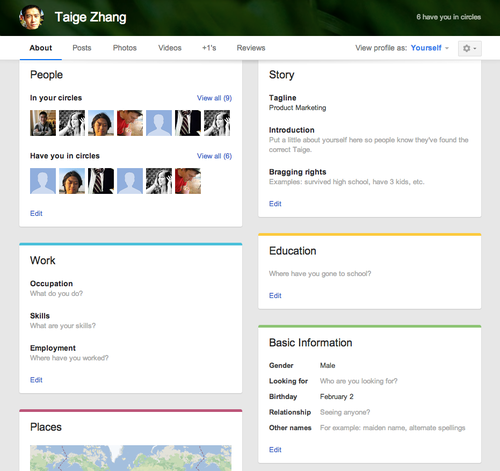 Taige Zhang
6 have you in circles
About Posts Photos Videos +1's Reviews
View profile as: Yourself
People
In your circles View all (9)
Have you in circles View all (6)
Edit
Work
Occupation
What do you do?
Skills
What are your skills?
Employment
Where have you worked?
Edit
Places
Story
Tagline
Product Marketing
Introduction
Put a little about yourself here so people know they've found the
correct Taige.
Bragging rights
Examples: survived high school, have 3 kids, etc.
Edit
Education
Where have you gone to school?
Edit
Basic Information
Gender Male
Looking for Who are you looking for?
Birthday February 2
Relationship Seeing anyone?
Other names For example: maiden name, alternate spellings
Edit